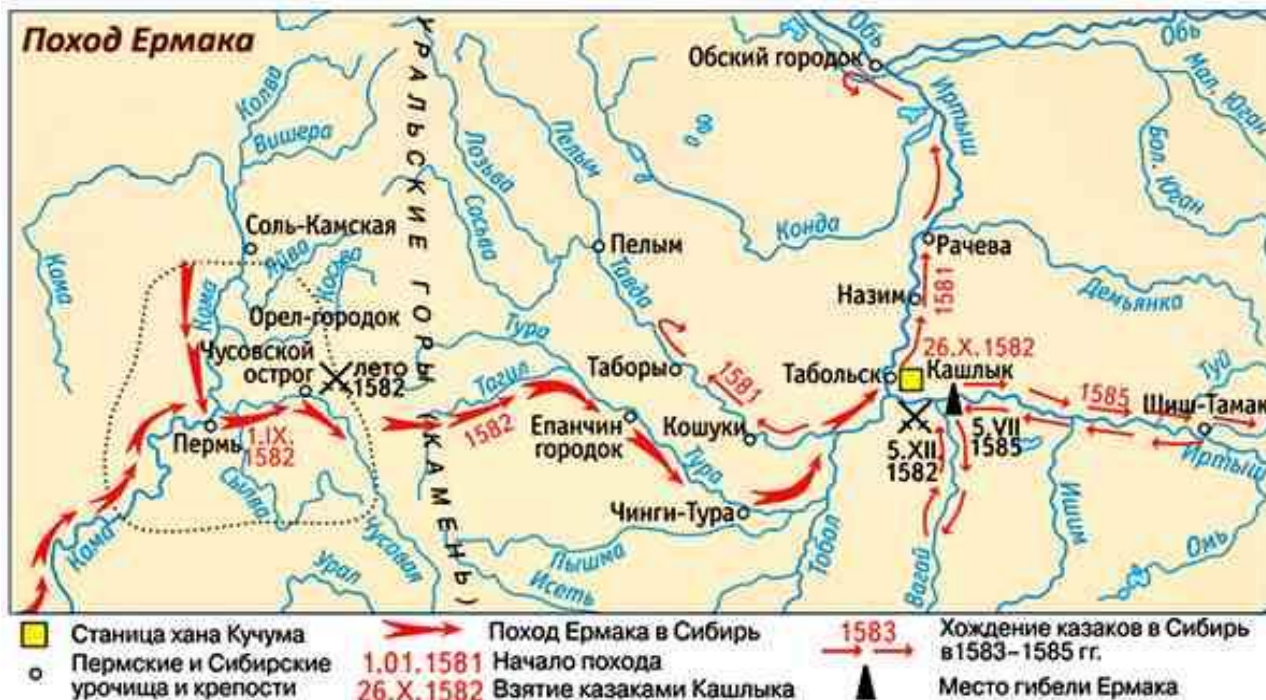 Поход Ермака
УРАЛЬСКИЕ ГОРЫ (КАМЕНЬ)
Обь
Обь
Обский городок
Иртыш
Мал. Юган
Бол. Юган
Колва
Вишера
Лозьва
Пелым
Сосьва
Конда
Соль-Камская
Яйва
Косьва
Пелым
Рачева
Кама
Кама
Тавда
Назим
1581
Демьянка
Орел-городок
Чусовской
острог
лето
1582
Тура
Таборы
26.X.1582
Табольск
Кашлык
Туй
Тагил
1581
1585
Шиш-Тамак
Пермь
1.IX.
1582
1582
Епанчин
городок
Кошуки
5.XII
1582
5.VII
1585
Иртыш
Тура
Сылва
Чинги-Тура
Кама
Чусовая
Пышма
Тобол
Ишим
Омь
Урал
Исеть
Вагой
Станица хана Кучума
Пермские и Сибирские
урочища и крепости
Поход Ермака в Сибирь
1.01.1581 Начало похода
26.X.1582 Взятие казаками Кашлыка
1583 Хождение казаков в Сибирь
в1583–1585 гг.
Место гибели Ермака